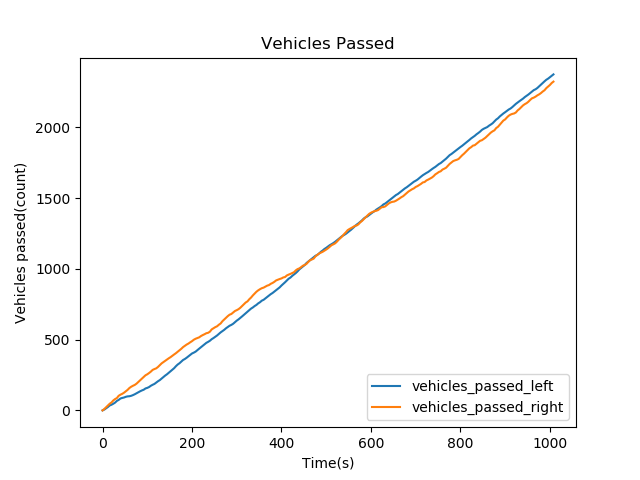 Vehicles Passed
Vehicles passed(count)
2000
1500
1000
500
0
0 200 400 600 800 1000
Time(s)
vehicles_passed_left
vehicles_passed_right